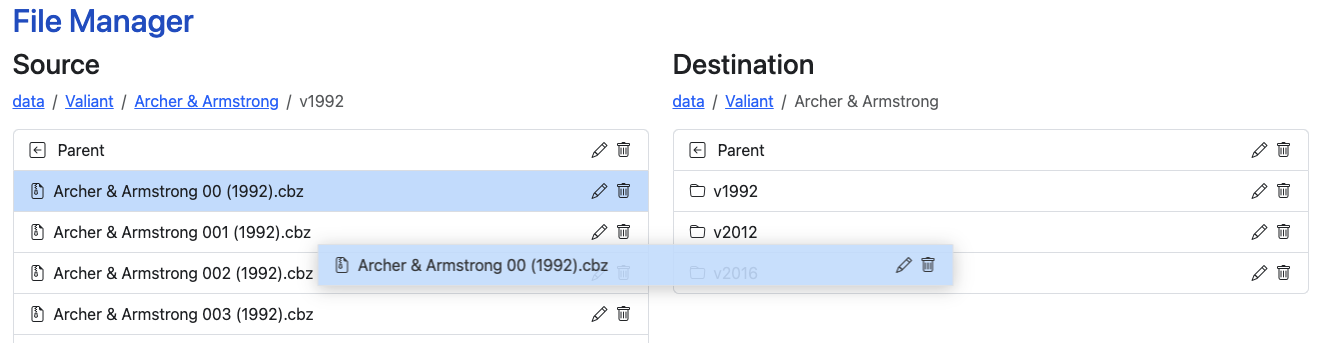 File Manager
Source
data / Valiant / Archer & Armstrong / v1992
Parent
Archer & Armstrong 00 (1992).cbz
Archer & Armstrong 001 (1992).cbz
Archer & Armstrong 002 (1992).cbz
Archer & Armstrong 003 (1992).cbz
Archer & Armstrong 00 (1992).cbz
Destination
data / Valiant / Archer & Armstrong
Parent
v1992
v2012
v2016